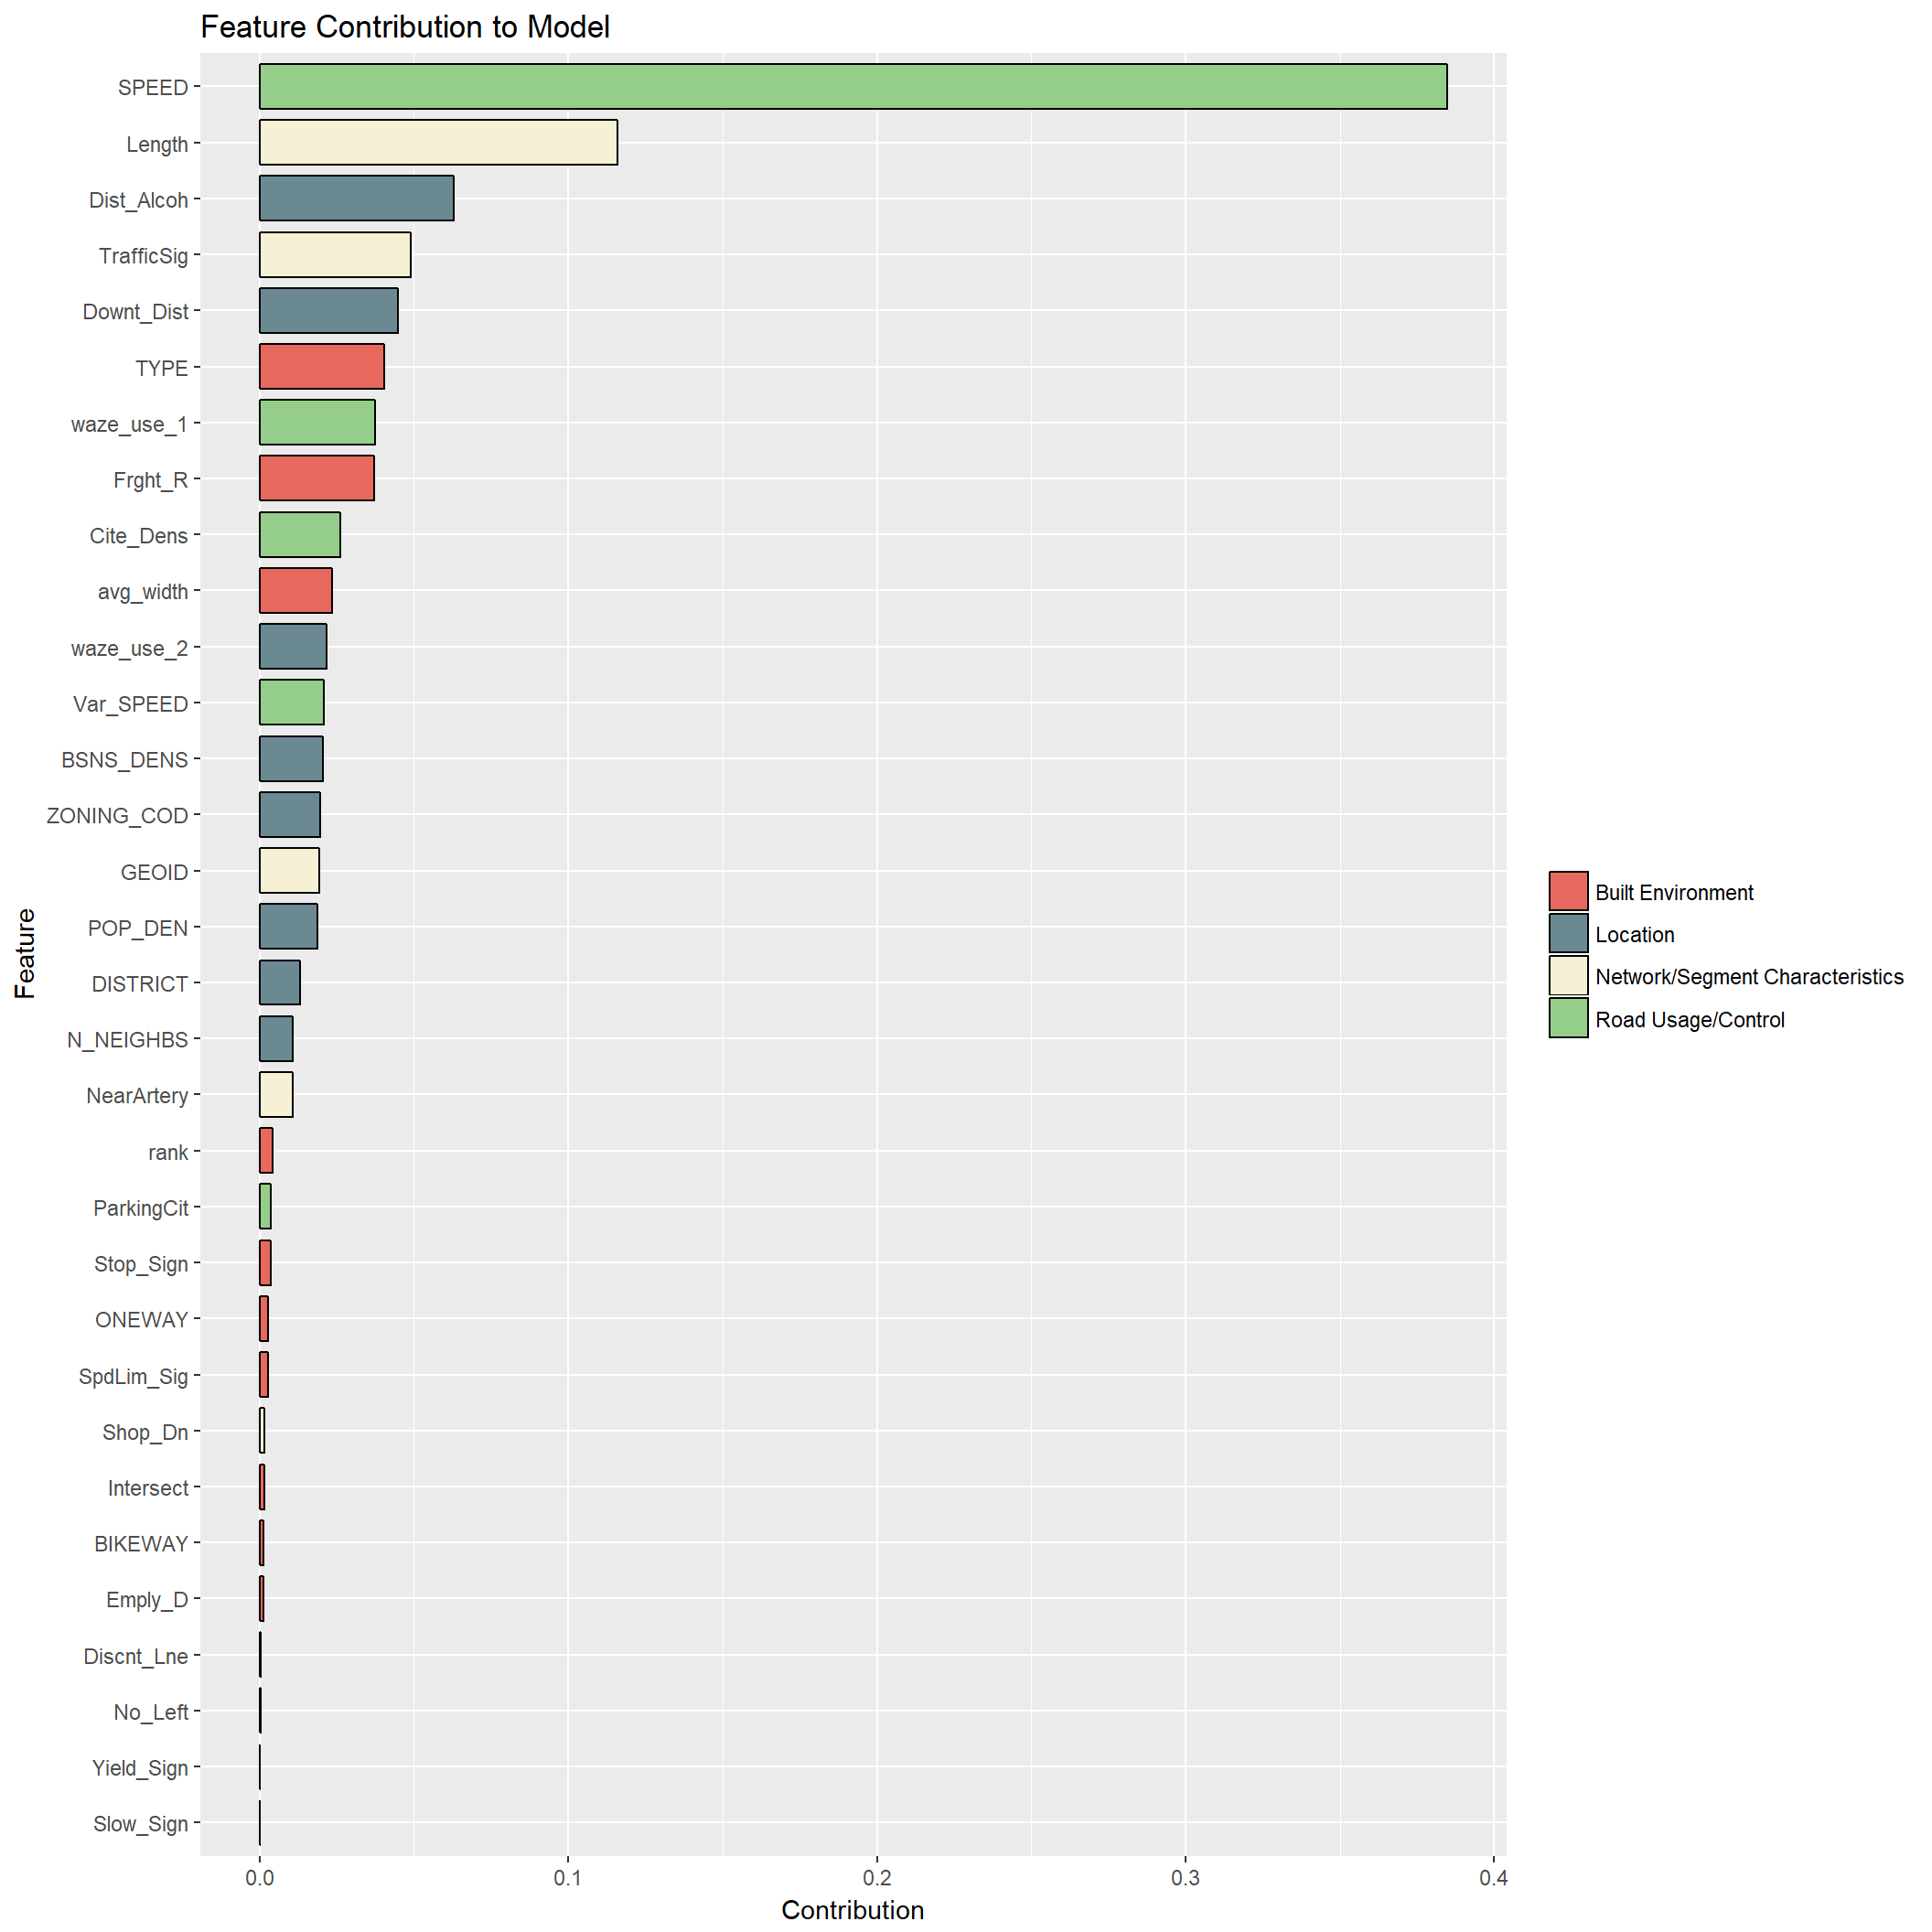 Feature Contribution to Model
SPEED
Length
Dist_Alcoh
TrafficSig
Downt_Dist
TYPE
waze_use_1
Frght_R
Cite_Dens
avg_width
waze_use_2
Var_SPEED
BSNS_DENS
ZONING_COD
GEOID
POP_DEN
DISTRICT
N_NEIGHBS
NearArtery
rank
ParkingCit
Stop_Sign
ONEWAY
SpdLim_Sig
Shop_Dn
Intersect
BIKEWAY
Emply_D
Discnt_Lne
No_Left
Yield_Sign
Slow_Sign
Feature
0.0 0.1 0.2 0.3 0.4
Contribution
Built Environment
Location
Network/Segment Characteristics
Road Usage/Control